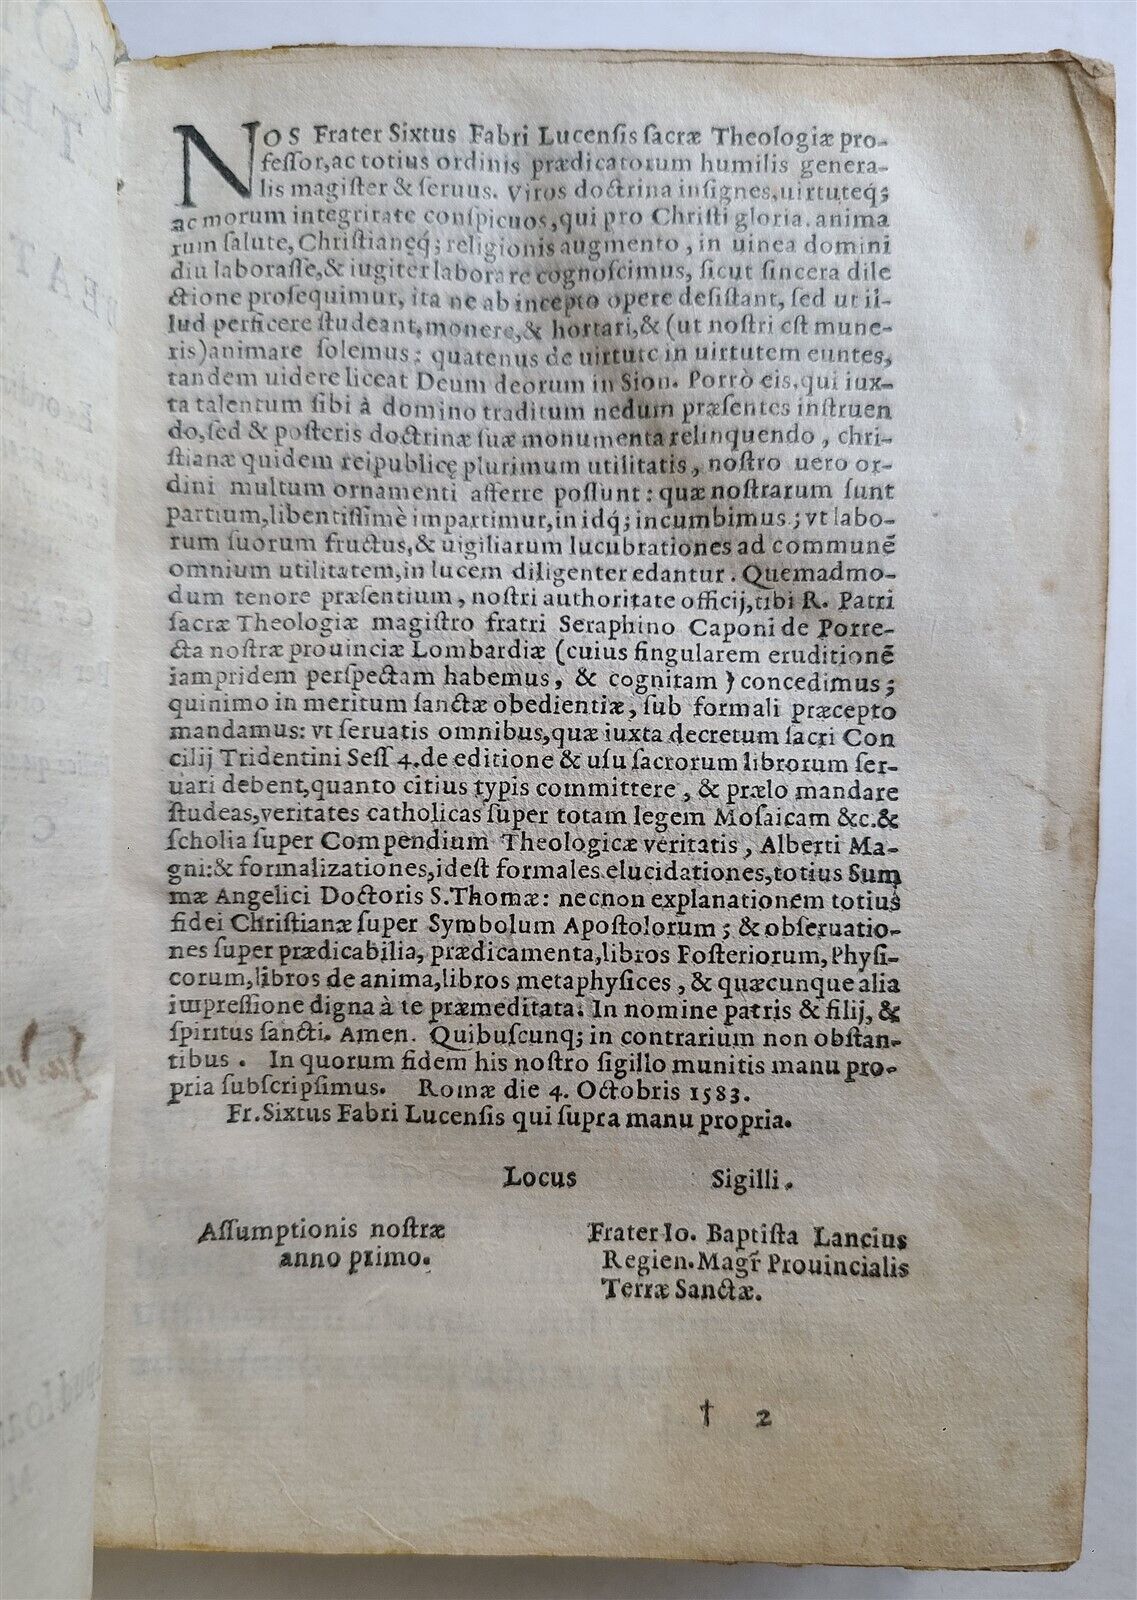 NOS Frater Sixtus Fabri Lucensis sacræ Theologiæ pro-
fessor, ac totius ordinis prædicatorum humilis genera-
lis magister & seruus. Viros doctrina insignes, uirtuteq;
ac morum integritate conspicuos, qui pro Christi gloria. anima
rum salute, Christianęq; religionis augmento, in uinea domini
diu laborasse, & iugiter laborare cognoscimus, sicut sincera dile
ctione prosequimur, ita ne ab incepto opere desistant, sed ut il-
lud perficere studeant, monere, & hortari, & (ut nostri est mune-
ris) animare solemus: quatenus de uirtute in uirtutem euntes,
tandem uidere liceat Deum deorum in Sion. Porrò eis, qui iux-
ta talentum sibi à domino traditum nedum præsentes instruen
do, sed & posteris doctrinæ suæ monumenta relinquendo, chri-
stianæ quidem reipublicę plurimum utilitatis, nostro uero or-
dini multum ornamenti afferre possunt: quæ nostrarum sunt
partium, libentissimè impartimur, in idq; incumbimus; vt labo-
rum suorum fructus, & uigiliarum lucubrationes ad communē
omnium utilitatem, in lucem diligenter edantur. Quemadmo-
dum tenore præsentium, nostri authoritate officij, tibi R. Patri
sacræ Theologiæ magistro fratri Seraphino Caponi de Porre-
cta nostræ prouinciæ Lombardiæ (cuius singularem eruditionē
iampridem perspectam habemus, & cognitam) concedimus;
quinimo in meritum sanctæ obedientiæ, sub formali præcepto
mandamus: vt seruatis omnibus, quæ iuxta decretum sacri Con
cilij Tridentini Sess 4. de editione & usu sacrorum librorum ser-
uari debent, quanto citius typis committere, & prælo mandare
studeas, veritates catholicas super totam legem Mosaicam &c. &
scholia super Compendium Theologicæ veritatis, Alberti Ma-
gni: & formalizationes, idest formales elucidationes, totius Sum
mæ Angelici Doctoris S. Thomæ: necnon explanationem totius
fidei Christianæ super Symbolum Apostolorum; & obseruatio-
nes super prædicabilia, prædicamenta, libros Posteriorum, Physi-
corum, libros de anima, libros metaphysices, & quæcunque alia
impressione digna à te præmeditata. In nomine patris & filij, &
spiritus sancti. Amen. Quibuscunq; in contrarium non obstan-
tibus. In quorum fidem his nostro sigillo munitis manu pro-
pria subscripsimus. Romæ die 4. Octobris 1583.
Fr. Sixtus Fabri Lucensis qui supra manu propria.
Locus Sigilli.
Assumptionis nostræ
anno primo.
Frater Io. Baptista Lancius
Regien. Magr̄ Prouincialis
Terræ Sanctæ.
† 2